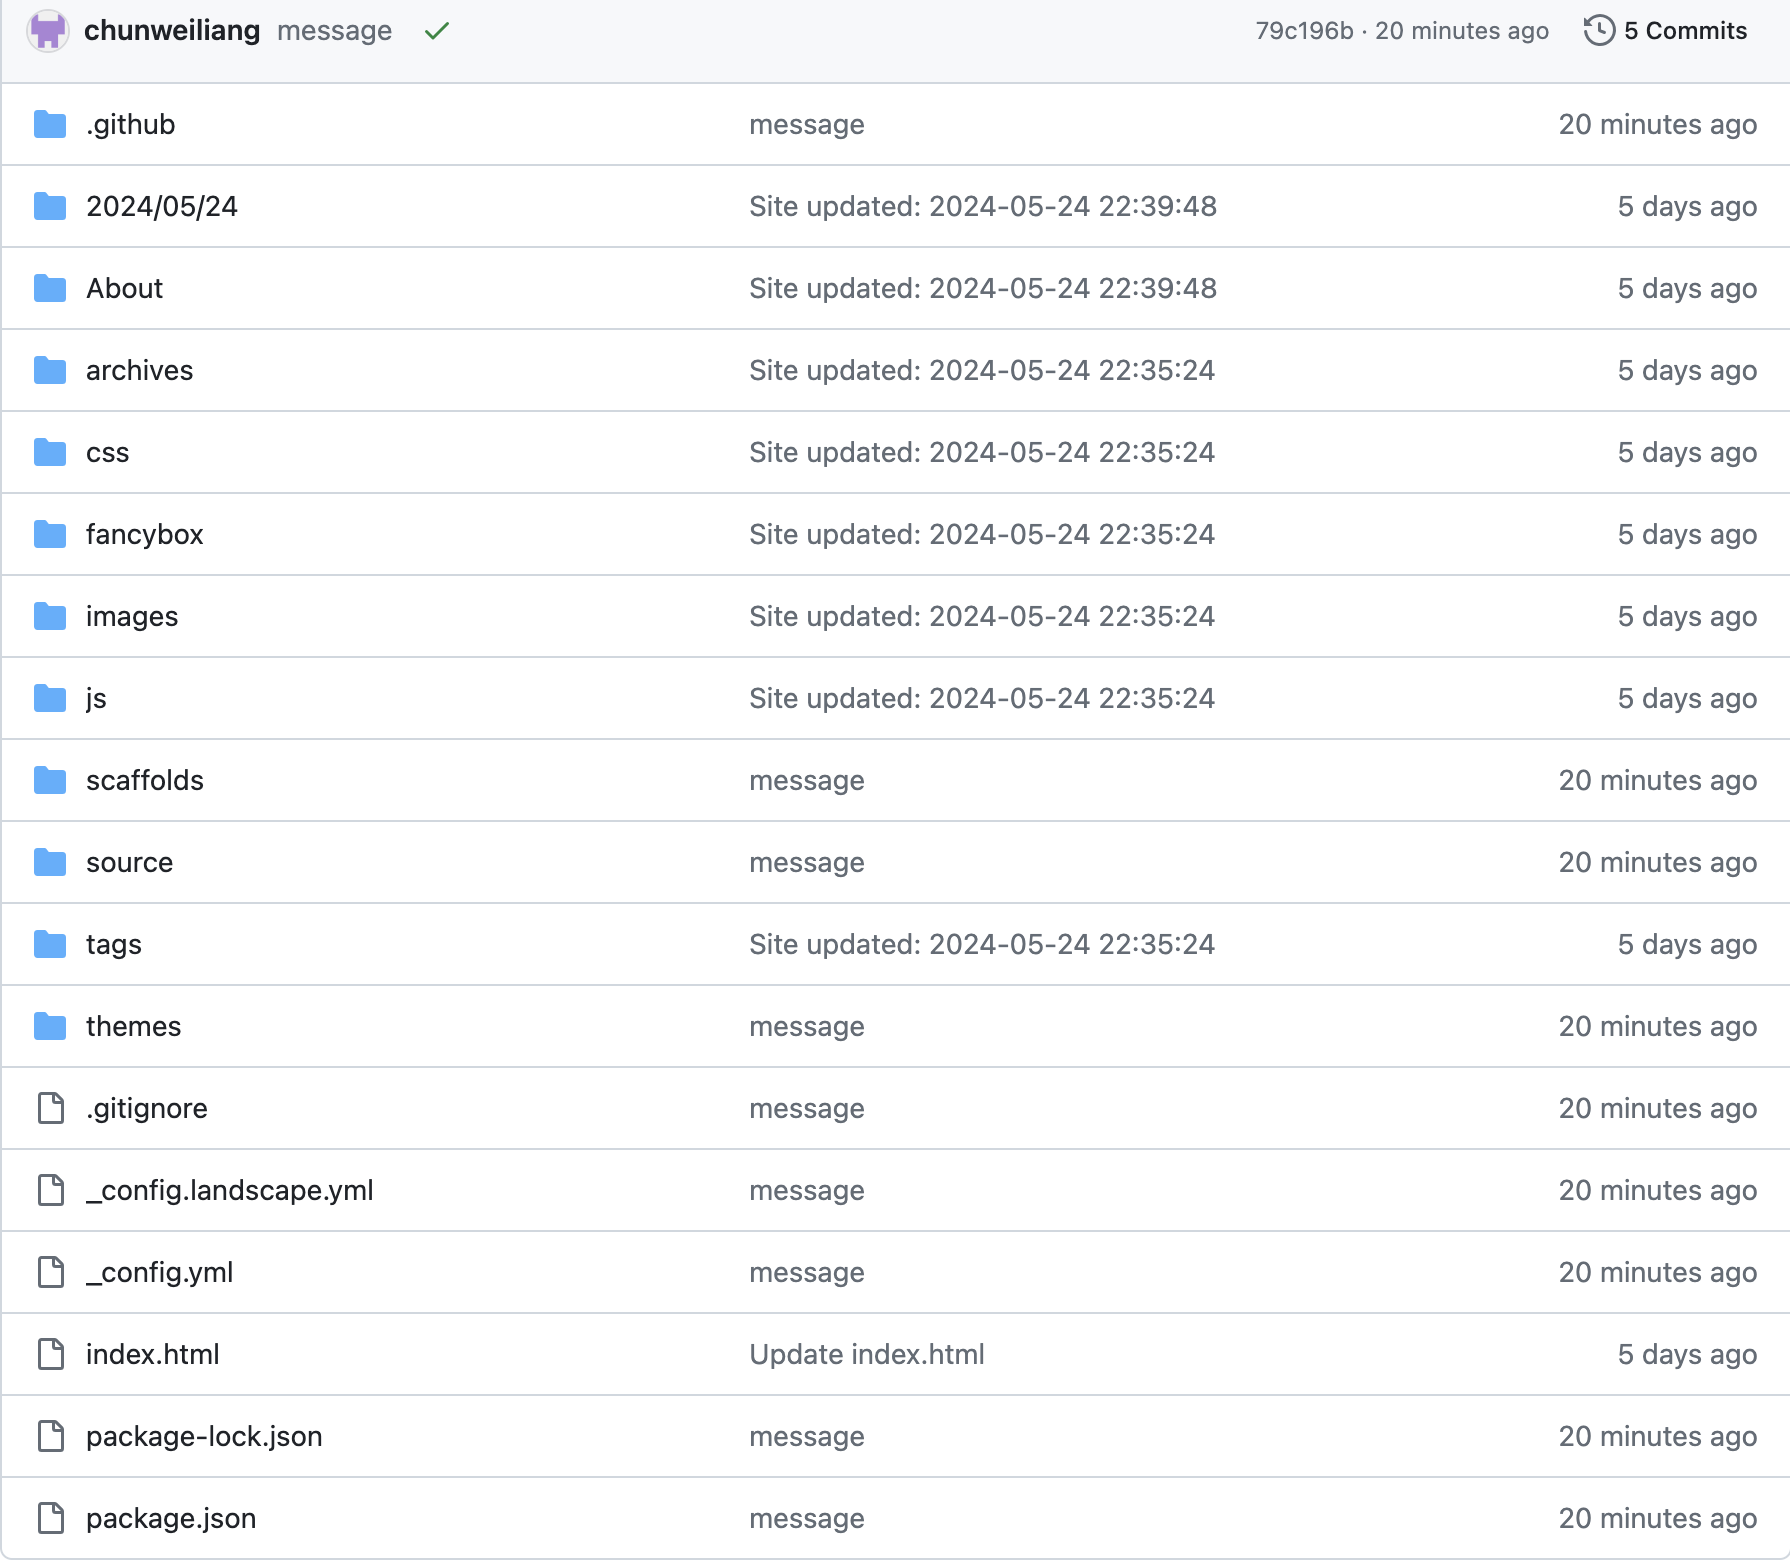 chunweiliang message 79c196b · 20 minutes ago 5 Commits
.github message 20 minutes ago
2024/05/24 Site updated: 2024-05-24 22:39:48 5 days ago
About Site updated: 2024-05-24 22:39:48 5 days ago
archives Site updated: 2024-05-24 22:35:24 5 days ago
css Site updated: 2024-05-24 22:35:24 5 days ago
fancybox Site updated: 2024-05-24 22:35:24 5 days ago
images Site updated: 2024-05-24 22:35:24 5 days ago
js Site updated: 2024-05-24 22:35:24 5 days ago
scaffolds message 20 minutes ago
source message 20 minutes ago
tags Site updated: 2024-05-24 22:35:24 5 days ago
themes message 20 minutes ago
.gitignore message 20 minutes ago
_config.landscape.yml message 20 minutes ago
_config.yml message 20 minutes ago
index.html Update index.html 5 days ago
package-lock.json message 20 minutes ago
package.json message 20 minutes ago